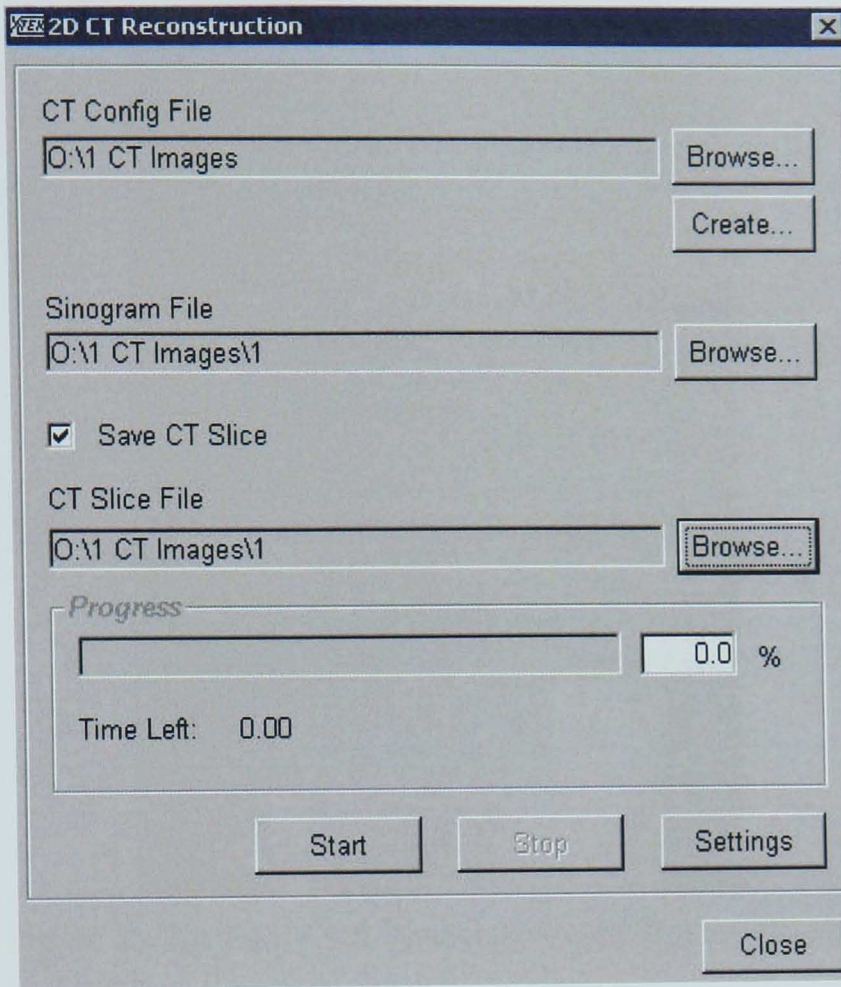 2D CT Reconstruction
CT Config File
O:\1 CT Images
Browse...
Create...
Sinogram File
O:\1 CT Images\1
Browse...
Save CT Slice
CT Slice File
O:\1 CT Images\1
Browse...
Progress
0.0 %
Time Left: 0.00
Start Stop Settings
Close